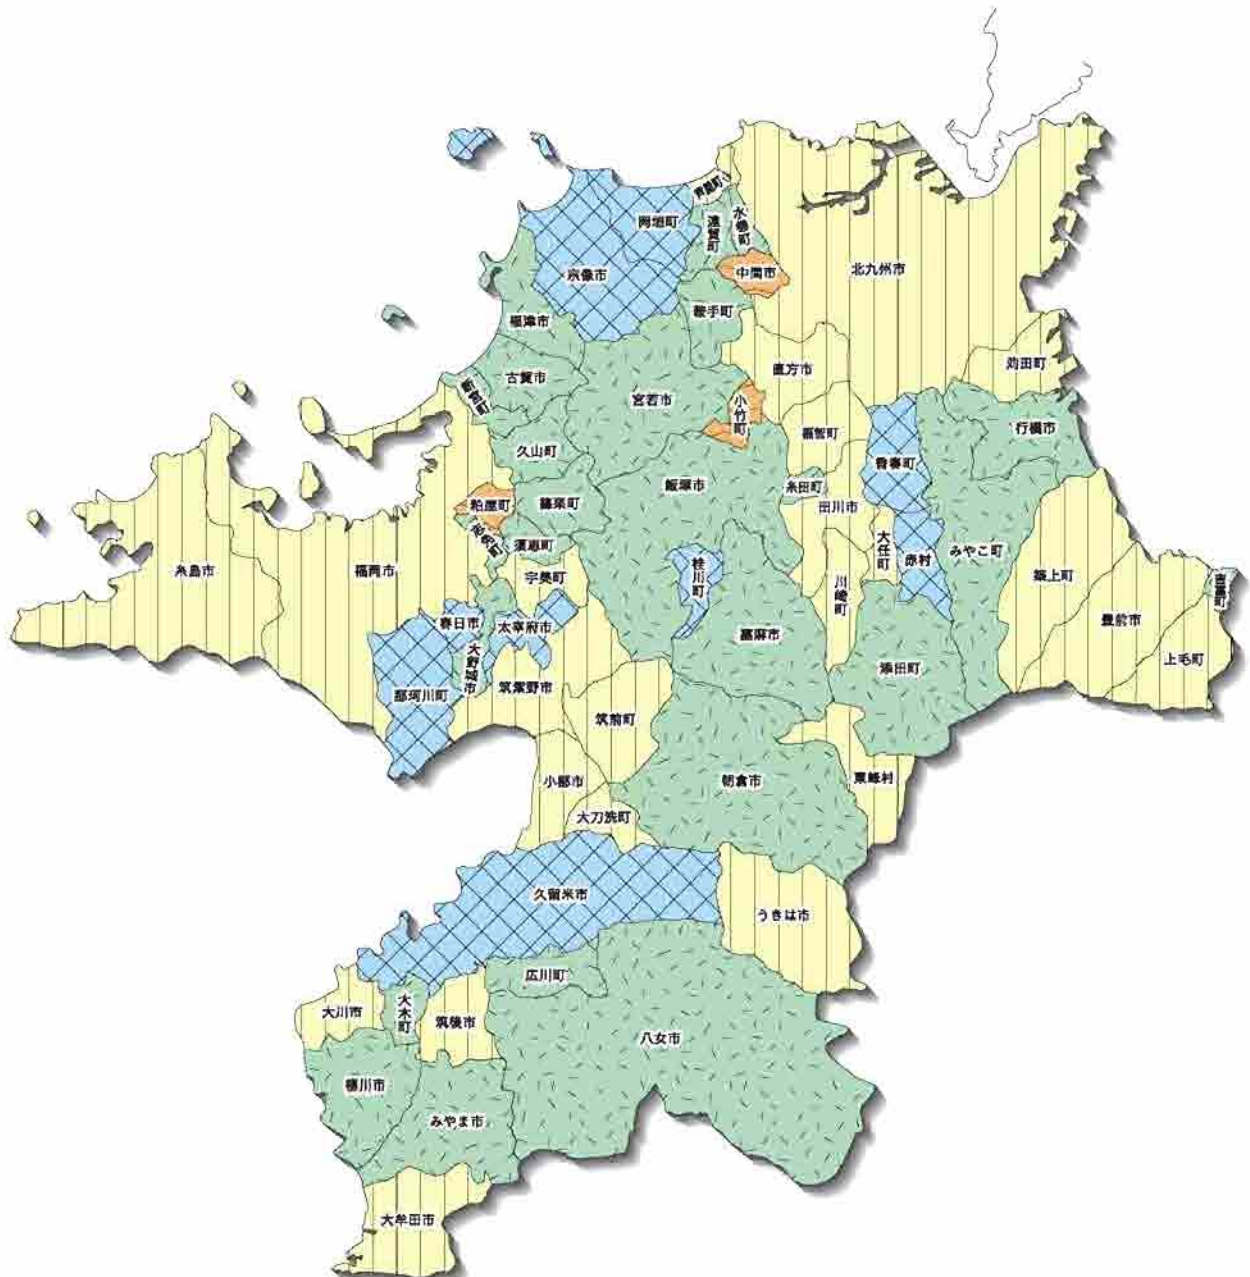 芦屋町
岡垣町
遠賀町
水巻町
宗像市
中間市
北九州市
鞍手町
福津市
苅田町
直方市
古賀市
新宮町
宮若市
小竹町
福智町
行橋市
久山町
香春町
飯塚市
糸田町
粕屋町
篠栗町
田川市
志免町
須恵町
大任町
みやこ町
赤村
糸島市
福岡市
宇美町
桂川町
川崎町
築上町
吉富町
春日市
太宰府市
豊前市
嘉麻市
大野城市
上毛町
添田町
那珂川町
筑紫野市
筑前町
小郡市
朝倉市
東峰村
大刀洗町
久留米市
うきは市
広川町
大川市
大木町
筑後市
八女市
柳川市
みやま市
大牟田市